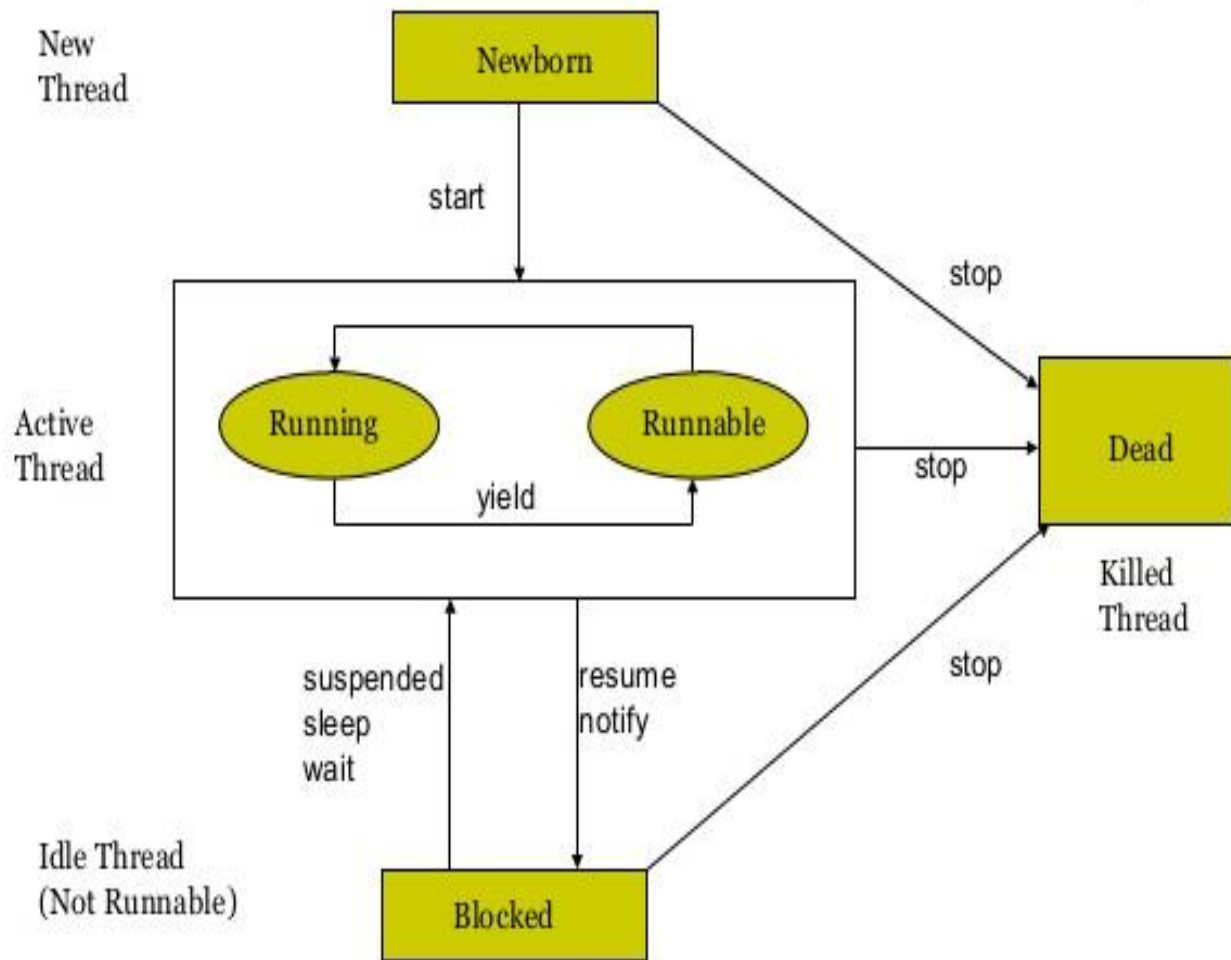 New
Thread
Newborn
start
stop
Active
Thread
Running
Runnable
yield
stop
Dead
Killed
Thread
suspended
sleep
wait
resume
notify
stop
Idle Thread
(Not Runnable)
Blocked